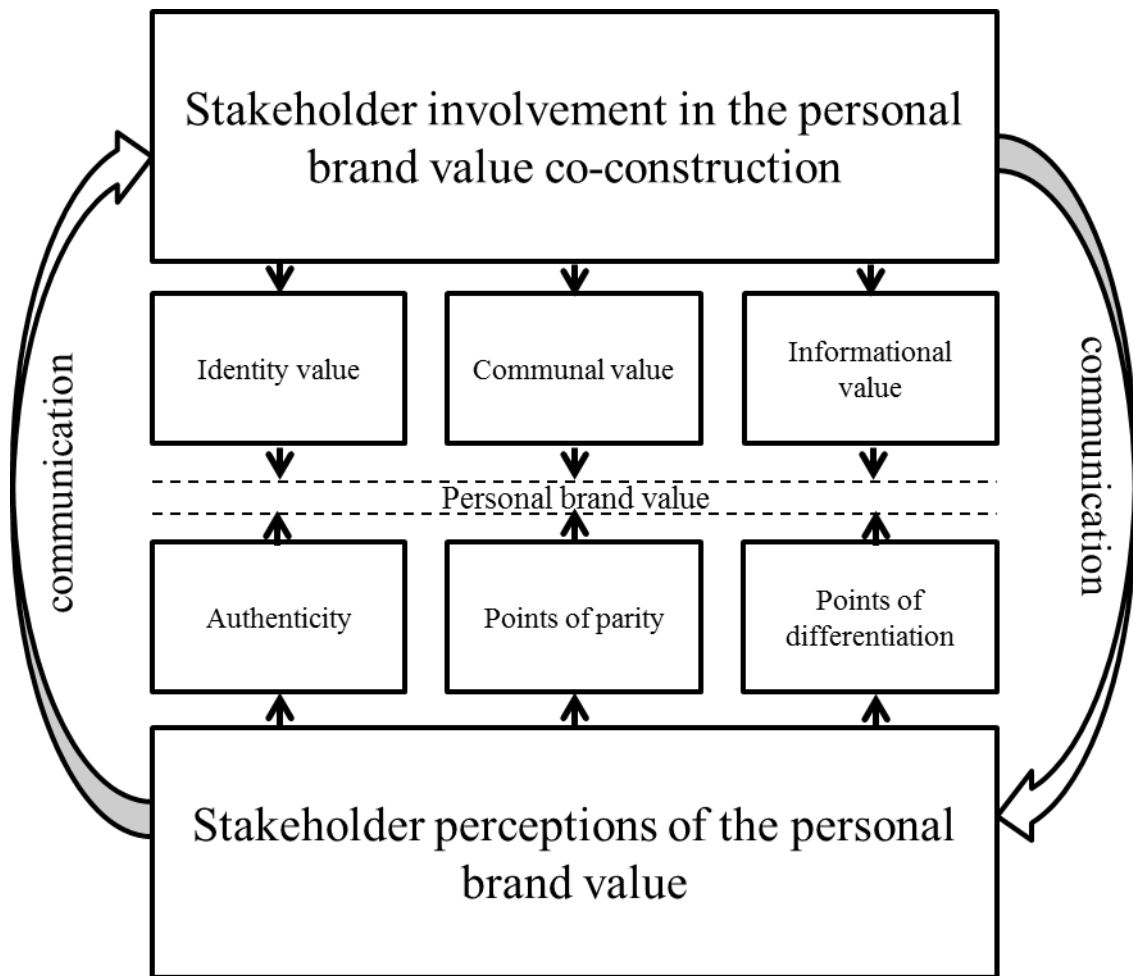 Stakeholder involvement in the personal
brand value co-construction
communication
communication
Identity value
Communal value
Informational
value
Personal brand value
Authenticity
Points of parity
Points of
differentiation
Stakeholder perceptions of the personal
brand value